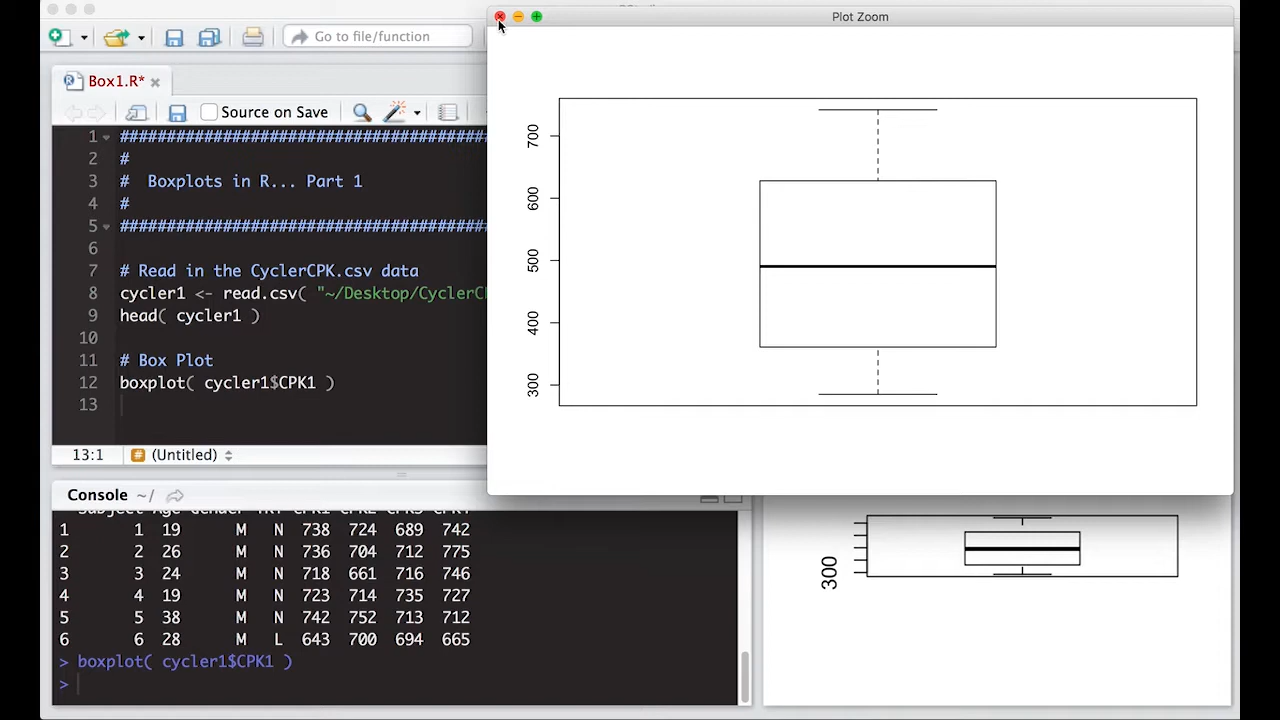 Plot Zoom
Go to file/function
Box1.R*
Source on Save
700
600
500
400
300
1 ########################################
2 #
3 #  Boxplots in R... Part 1
4 #
5 ########################################
6
7 # Read in the CyclerCPK.csv data
8 cycler1 <- read.csv( "~/Desktop/CyclerC
9 head( cycler1 )
10
11 # Box Plot
12 boxplot( cycler1$CPK1 )
13
13:1 # (Untitled)
Console ~/
1 1 19 M N 738 724 689 742
2 2 26 M N 736 704 712 775
3 3 24 M N 718 661 716 746
4 4 19 M N 723 714 735 727
5 5 38 M N 742 752 713 712
6 6 28 M L 643 700 694 665
> boxplot( cycler1$CPK1 )
>
300